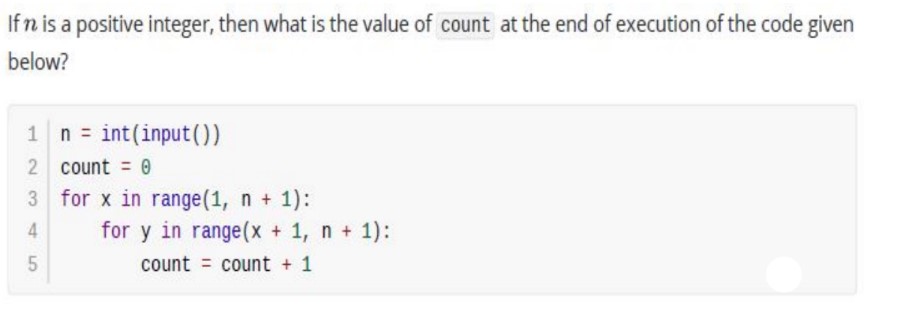 If n is a positive integer, then what is the value of count at the end of execution of the code given
below?
1 n = int(input())
2 count = 0
3 for x in range(1, n + 1):
4     for y in range(x + 1, n + 1):
5         count = count + 1